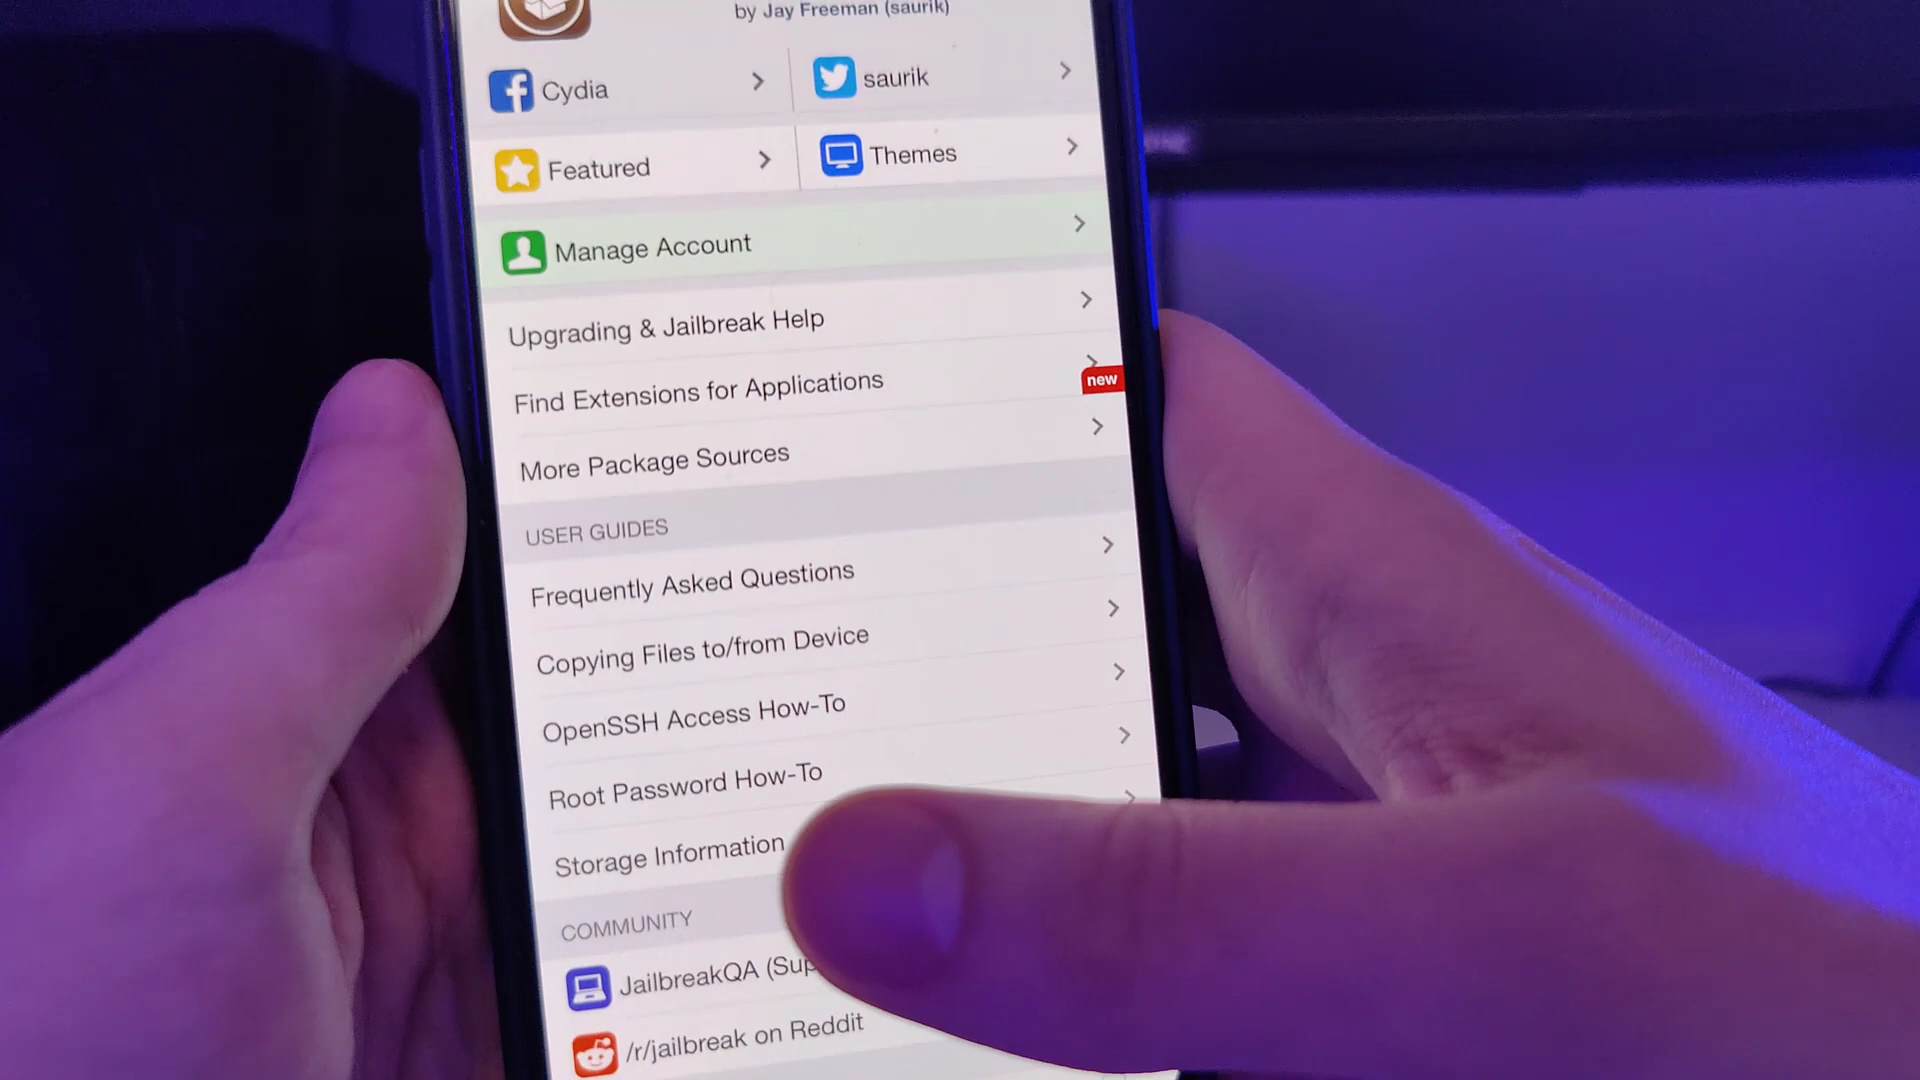 by Jay Freeman (saurik)
Cydia
saurik
Featured
Themes
Manage Account
Upgrading & Jailbreak Help
Find Extensions for Applications
new
More Package Sources
USER GUIDES
Frequently Asked Questions
Copying Files to/from Device
OpenSSH Access How-To
Root Password How-To
Storage Information
COMMUNITY
JailbreakQA (Sup
/r/jailbreak on Reddit